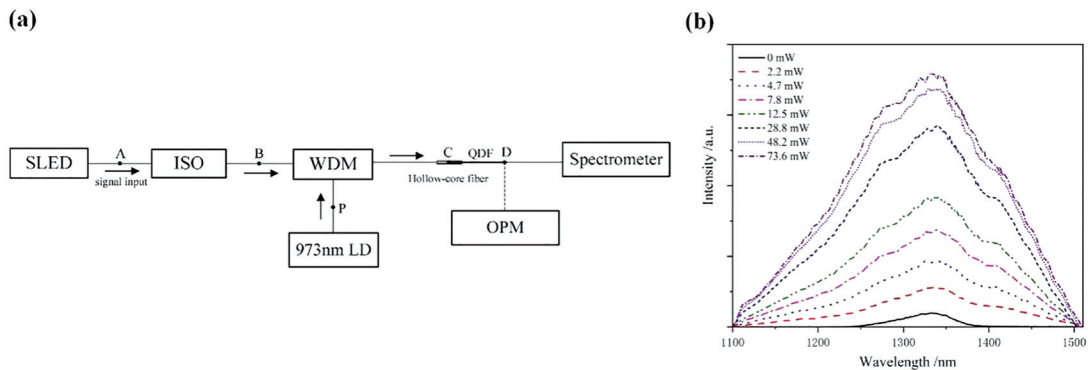 (a)
SLED
A
signal input
ISO
B
WDM
P
973nm LD
C
QDF
D
Hollow-core fiber
OPM
Spectrometer
(b)
0 mW
2.2 mW
4.7 mW
7.8 mW
12.5 mW
28.8 mW
48.2 mW
73.6 mW
Intensity /a.u.
1100 1200 1300 1400 1500
Wavelength /nm